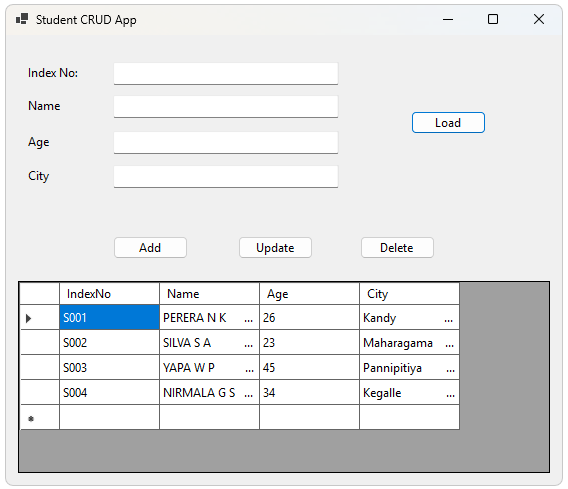 Student CRUD App
Index No:
Name
Load
Age
City
Add Update Delete
IndexNo Name Age City
S001 PERERA N K ... 26 Kandy ...
S002 SILVA S A ... 23 Maharagama ...
S003 YAPA W P ... 45 Pannipitiya ...
S004 NIRMALA G S ... 34 Kegalle ...